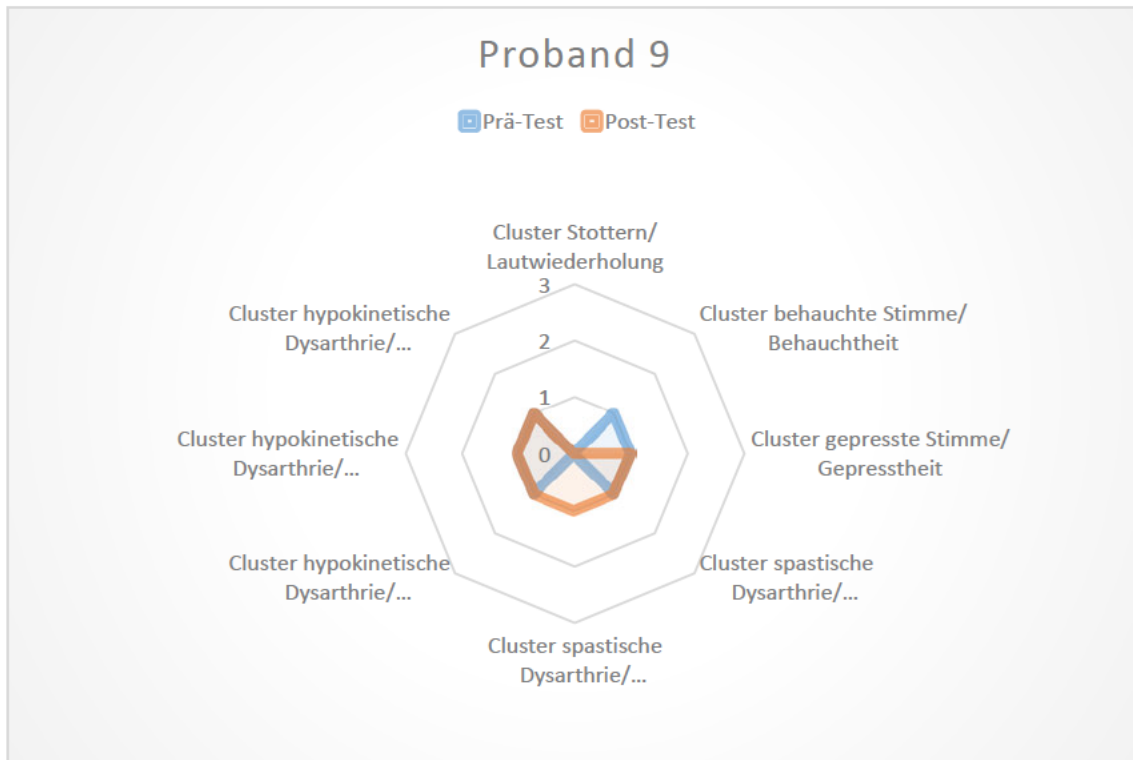 Proband 9
Prä-Test Post-Test
Cluster Stottern/
Lautwiederholung
3
Cluster hypokinetische
Dysarthrie/...
Cluster behauchte Stimme/
Behauchtheit
2
1
Cluster hypokinetische
Dysarthrie/...
0
Cluster gepresste Stimme/
Gepresstheit
Cluster hypokinetische
Dysarthrie/...
Cluster spastische
Dysarthrie/...
Cluster spastische
Dysarthrie/...